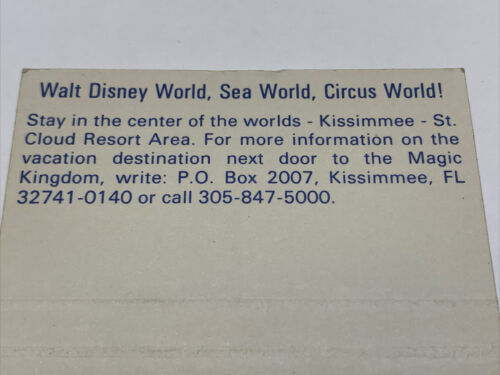 Walt Disney World, Sea World, Circus World!
Stay in the center of the worlds - Kissimmee - St.
Cloud Resort Area. For more information on the
vacation destination next door to the Magic
Kingdom, write: P.O. Box 2007, Kissimmee, FL
32741-0140 or call 305-847-5000.